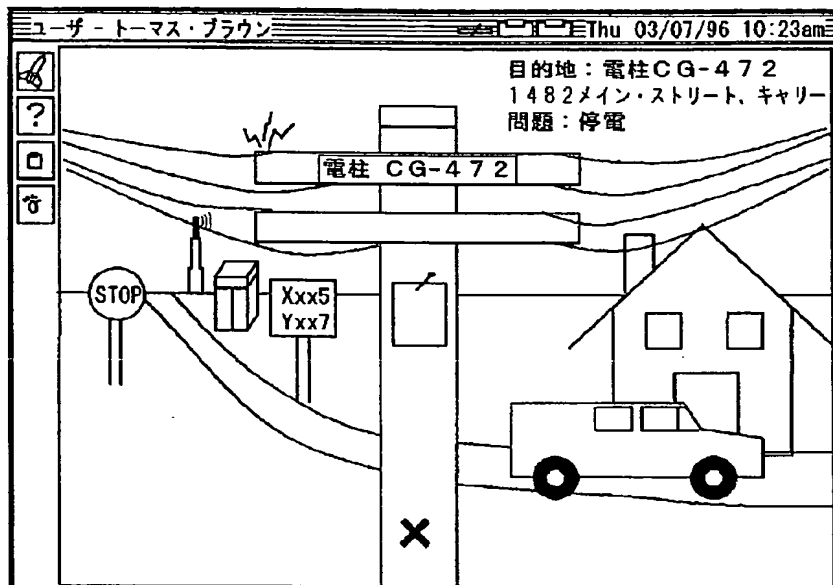 ユーザ - トーマス・ブラウン
Thu 03/07/96 10:23am
目的地：電柱CG-472
1482メイン・ストリート、キャリー
問題：停電
?
電柱 CG-472
STOP
Xxx5
Yxx7